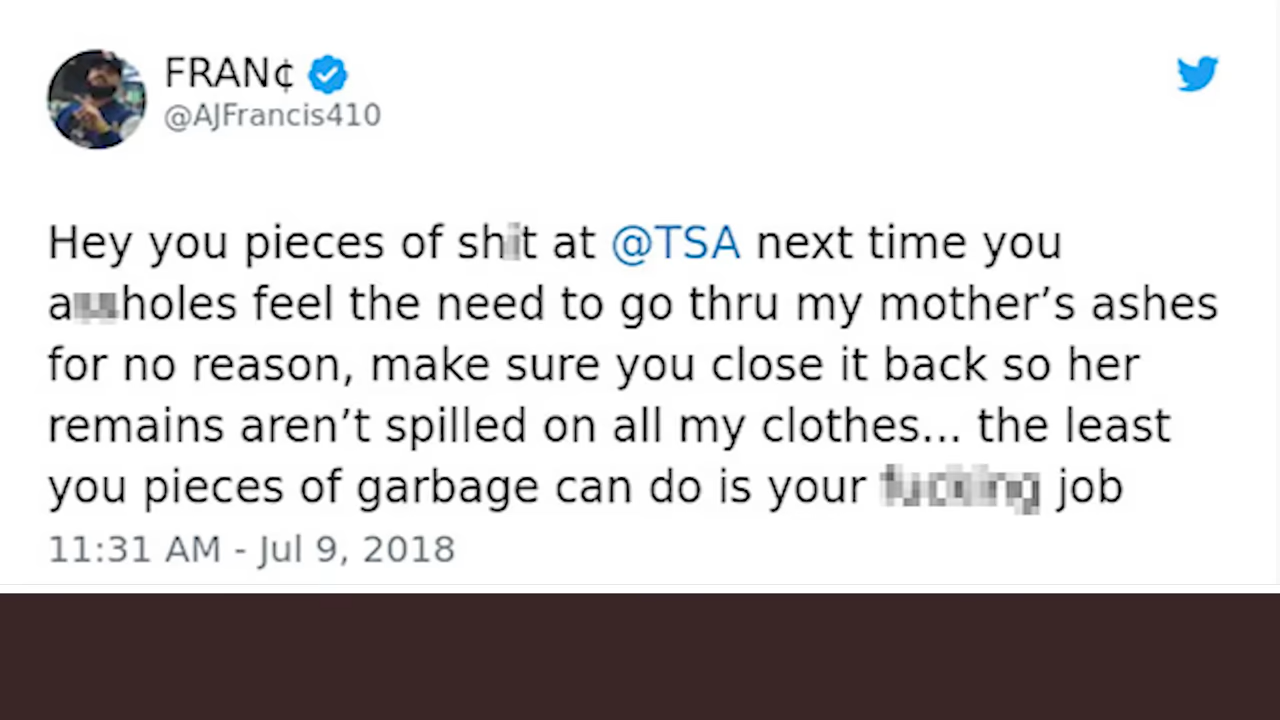 FRAN¢
@AJFrancis410
Hey you pieces of shit at @TSA next time you
assholes feel the need to go thru my mother’s ashes
for no reason, make sure you close it back so her
remains aren’t spilled on all my clothes... the least
you pieces of garbage can do is your fucking job
11:31 AM - Jul 9, 2018